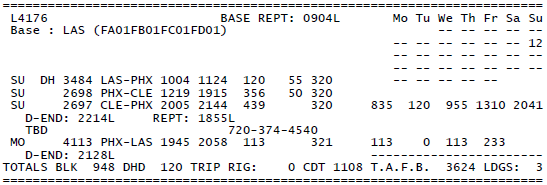 ================================================================================
L4176 BASE REPT: 0904L Mo Tu We Th Fr Sa Su
Base : LAS (FA01FB01FC01FD01) -- -- -- -- --
-- -- -- -- -- -- 12
-- -- -- -- -- -- --
-- -- -- -- -- -- --
SU DH 3484 LAS-PHX 1004 1124 120 55 320 -- -- -- -- --
SU 2698 PHX-CLE 1219 1915 356 50 320
SU 2697 CLE-PHX 2005 2144 439 320 835 120 955 1310 2041
D-END: 2214L REPT: 1855L
TBD 720-374-4540
MO 4113 PHX-LAS 1945 2058 113 321 113 0 113 233
D-END: 2128L --------------------
TOTALS BLK 948 DHD 120 TRIP RIG: 0 CDT 1108 T.A.F.B. 3624 LDGS: 3
================================================================================